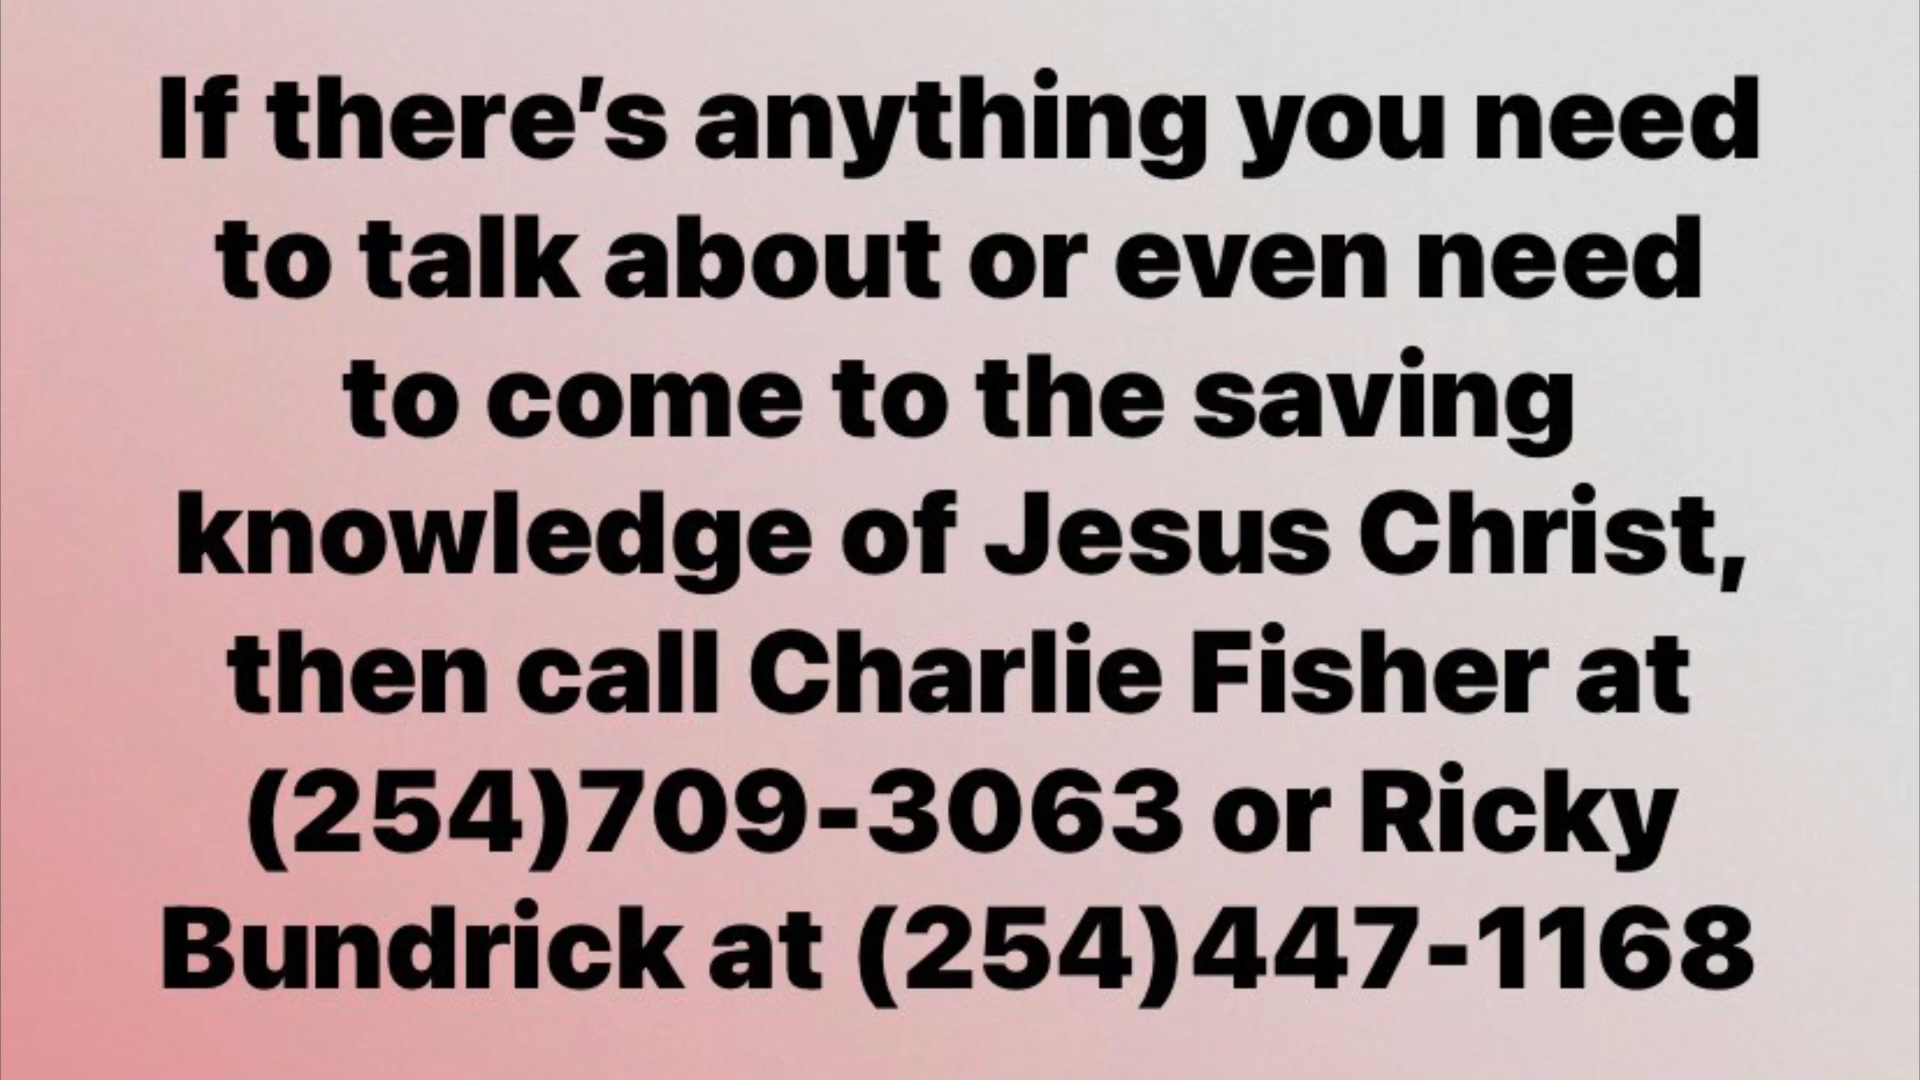 If there’s anything you need
to talk about or even need
to come to the saving
knowledge of Jesus Christ,
then call Charlie Fisher at
(254)709-3063 or Ricky
Bundrick at (254)447-1168